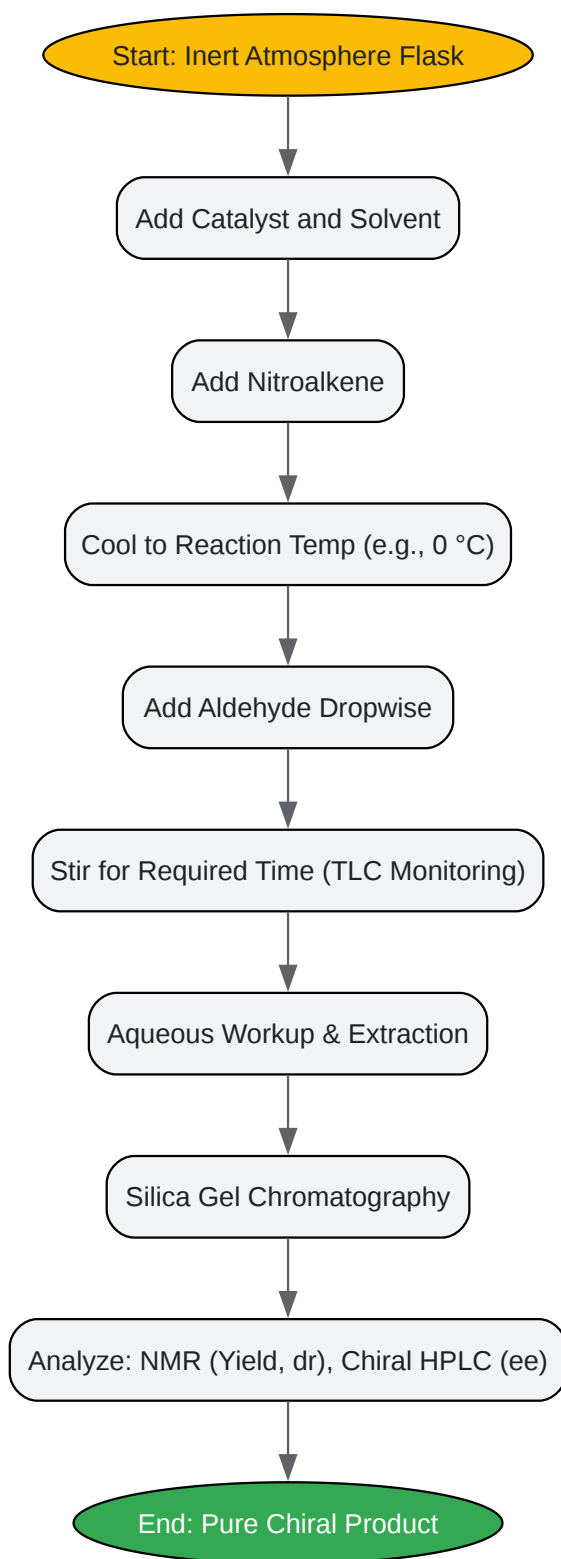 Start: Inert Atmosphere Flask
Add Catalyst and Solvent
Add Nitroalkene
Cool to Reaction Temp (e.g., 0 °C)
Add Aldehyde Dropwise
Stir for Required Time (TLC Monitoring)
Aqueous Workup & Extraction
Silica Gel Chromatography
Analyze: NMR (Yield, dr), Chiral HPLC (ee)
End: Pure Chiral Product